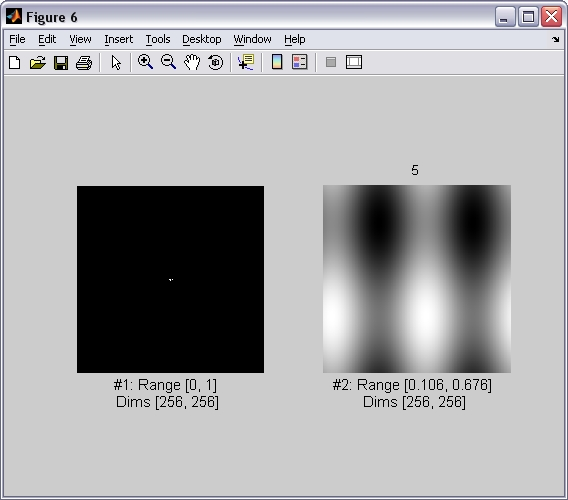 Figure 6
File Edit View Insert Tools Desktop Window Help
5
#1: Range [0, 1]
Dims [256, 256]
#2: Range [0.106, 0.676]
Dims [256, 256]